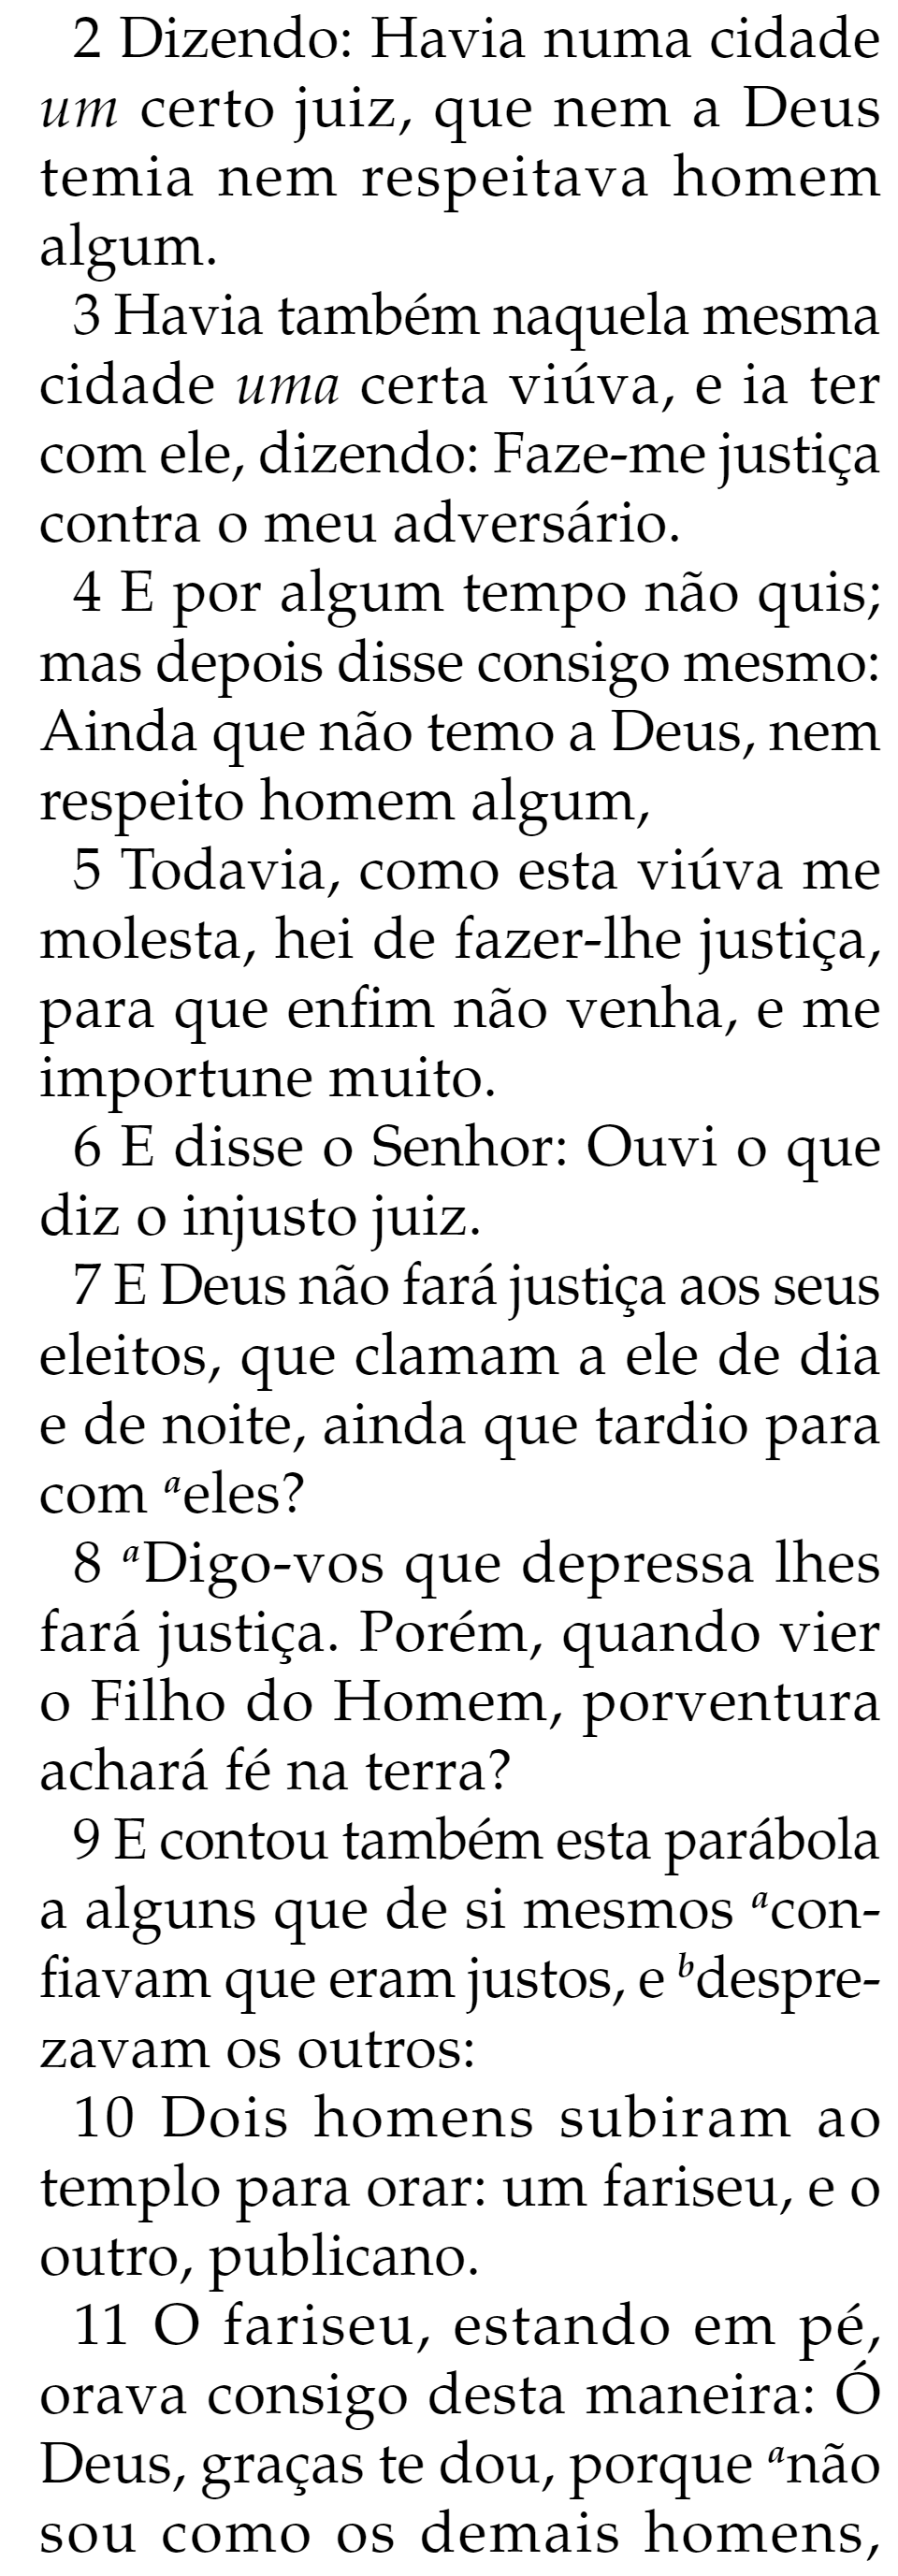 2 Dizendo: Havia numa cidade
um certo juiz, que nem a Deus
temia nem respeitava homem
algum.
3 Havia também naquela mesma
cidade uma certa viúva, e ia ter
com ele, dizendo: Faze-me justiça
contra o meu adversário.
4 E por algum tempo não quis;
mas depois disse consigo mesmo:
Ainda que não temo a Deus, nem
respeito homem algum,
5 Todavia, como esta viúva me
molesta, hei de fazer-lhe justiça,
para que enfim não venha, e me
importune muito.
6 E disse o Senhor: Ouvi o que
diz o injusto juiz.
7 E Deus não fará justiça aos seus
eleitos, que clamam a ele de dia
e de noite, ainda que tardio para
com aeles?
8 aDigo-vos que depressa lhes
fará justiça. Porém, quando vier
o Filho do Homem, porventura
achará fé na terra?
9 E contou também esta parábola
a alguns que de si mesmos acon-
fiavam que eram justos, e bdespre-
zavam os outros:
10 Dois homens subiram ao
templo para orar: um fariseu, e o
outro, publicano.
11 O fariseu, estando em pé,
orava consigo desta maneira: Ó
Deus, graças te dou, porque anão
sou como os demais homens,